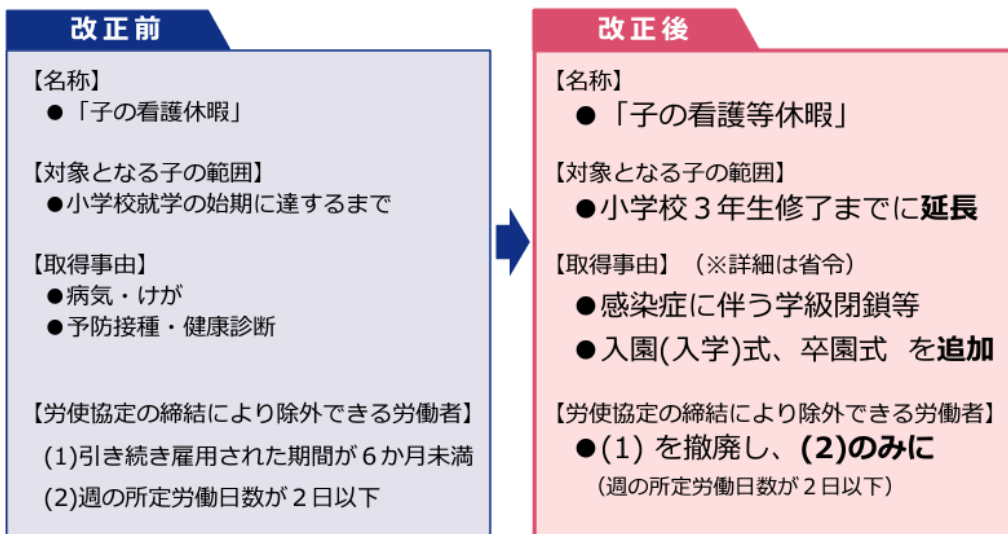 改正前
【名称】
●「子の看護休暇」
【対象となる子の範囲】
●小学校就学の始期に達するまで
【取得事由】
●病気・けが
●予防接種・健康診断
【労使協定の締結により除外できる労働者】
(1)引き続き雇用された期間が６か月未満
(2)週の所定労働日数が２日以下
改正後
【名称】
●「子の看護等休暇」
【対象となる子の範囲】
●小学校３年生修了までに延長
【取得事由】（※詳細は省令）
●感染症に伴う学級閉鎖等
●入園(入学)式、卒園式 を追加
【労使協定の締結により除外できる労働者】
●(1) を撤廃し、(2)のみに
（週の所定労働日数が２日以下）